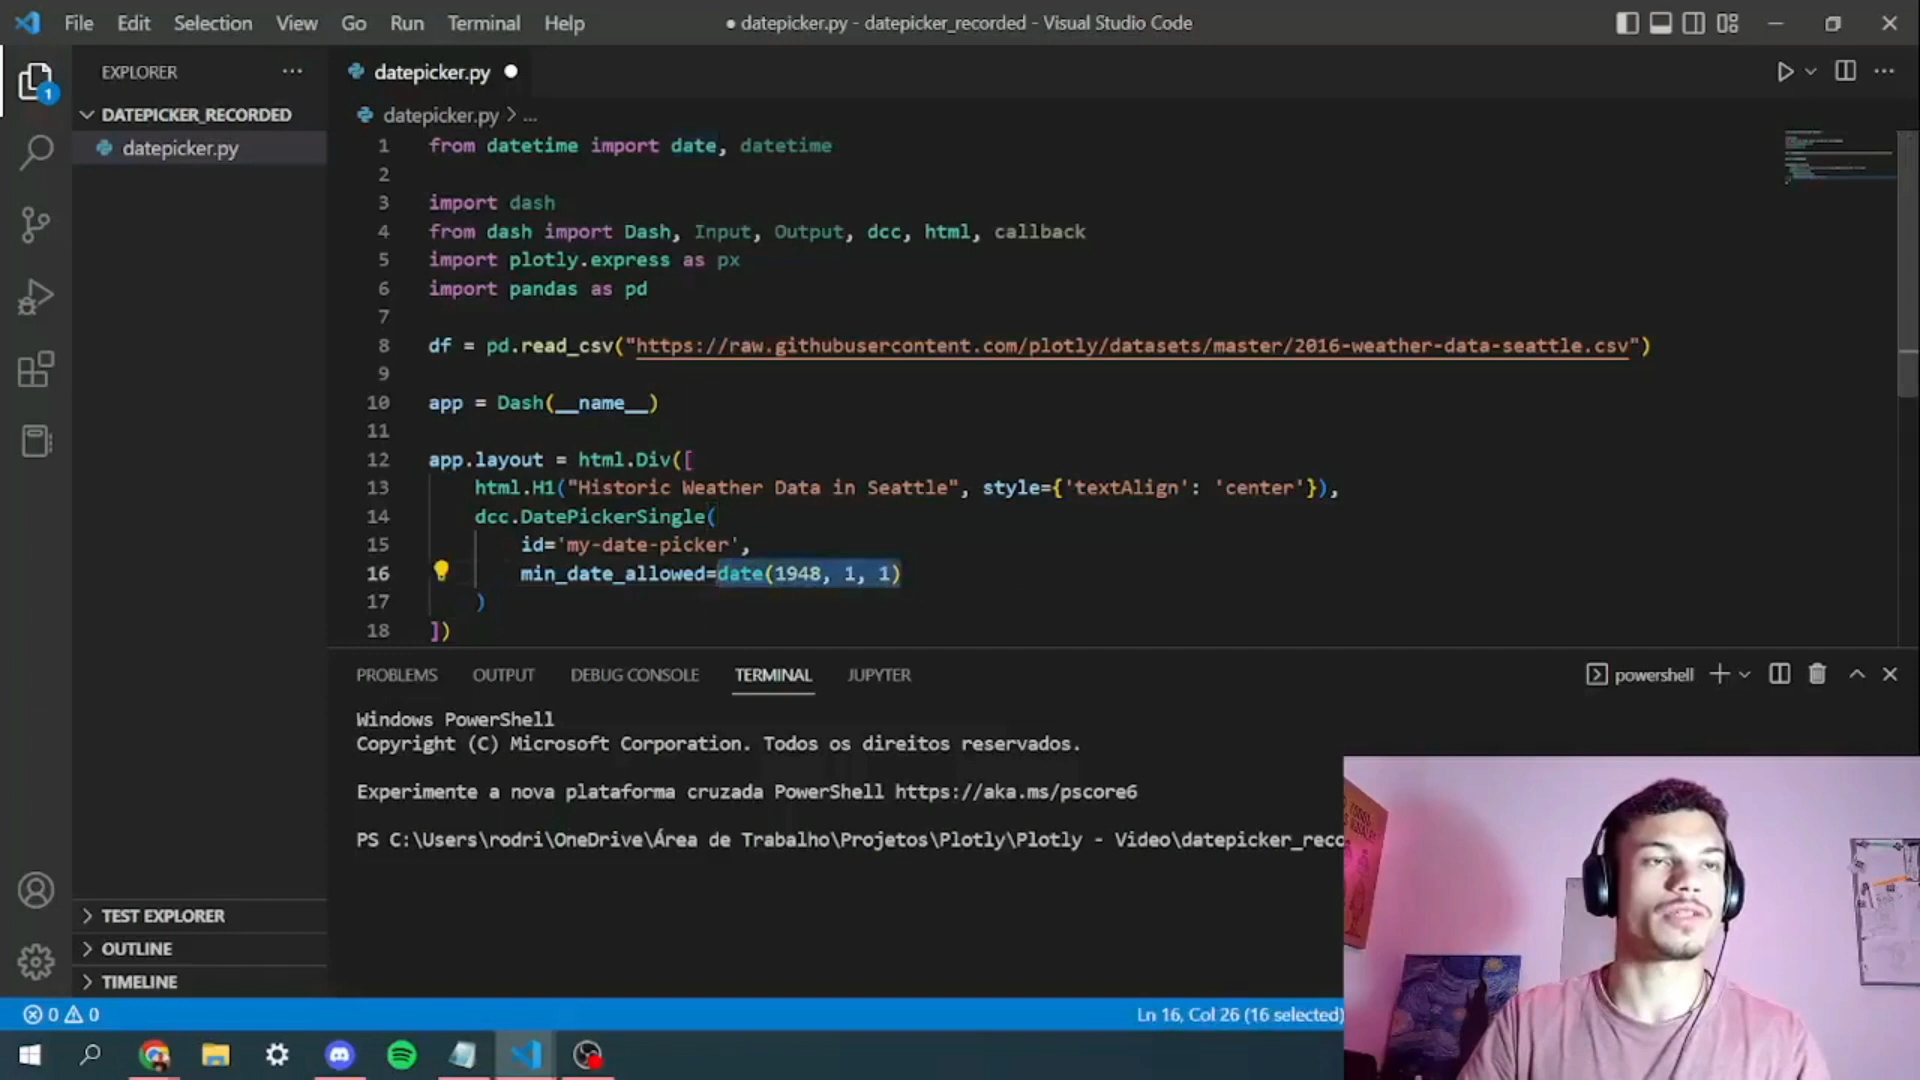 File Edit Selection View Go Run Terminal Help
● datepicker.py - datepicker_recorded - Visual Studio Code
EXPLORER
1
DATEPICKER_RECORDED
datepicker.py
datepicker.py
datepicker.py > ...
1 from datetime import date, datetime
2
3 import dash
4 from dash import Dash, Input, Output, dcc, html, callback
5 import plotly.express as px
6 import pandas as pd
7
8 df = pd.read_csv("https://raw.githubusercontent.com/plotly/datasets/master/2016-weather-data-seattle.csv")
9
10 app = Dash(__name__)
11
12 app.layout = html.Div([
13 html.H1("Historic Weather Data in Seattle", style={'textAlign': 'center'}),
14 dcc.DatePickerSingle(
15 id='my-date-picker',
16 min_date_allowed=date(1948, 1, 1)
17 )
18 ])
PROBLEMS OUTPUT DEBUG CONSOLE TERMINAL JUPYTER
powershell
Windows PowerShell
Copyright (C) Microsoft Corporation. Todos os direitos reservados.
Experimente a nova plataforma cruzada PowerShell https://aka.ms/pscore6
PS C:\Users\rodri\OneDrive\Área de Trabalho\Projetos\Plotly\Plotly - Video\datepicker_reco
TEST EXPLORER
OUTLINE
TIMELINE
0 0
Ln 16, Col 26 (16 selected)